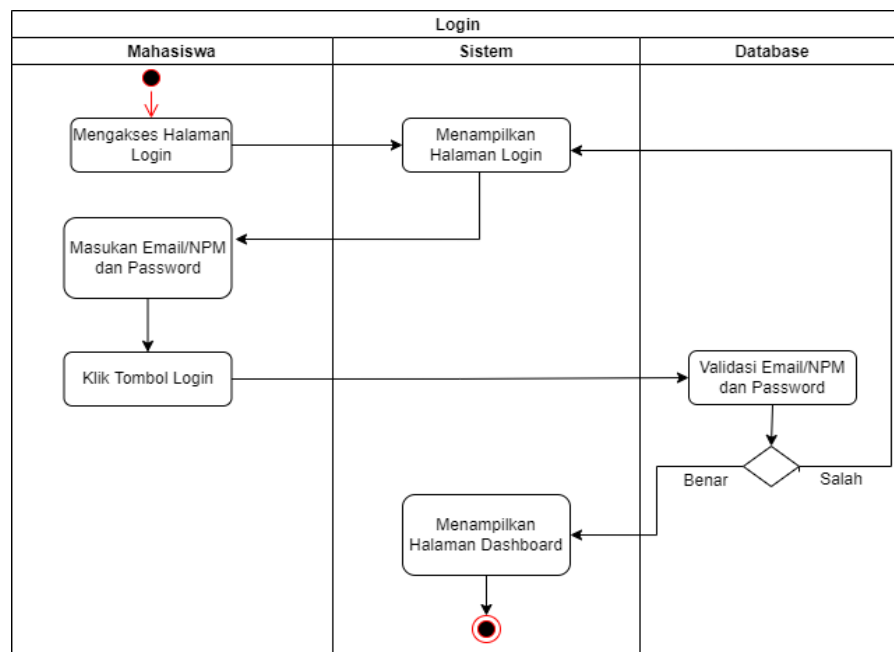 Login
Mahasiswa
Sistem
Database
Mengakses Halaman
Login
Menampilkan
Halaman Login
Masukan Email/NPM
dan Password
Klik Tombol Login
Validasi Email/NPM
dan Password
Benar
Salah
Menampilkan
Halaman Dashboard